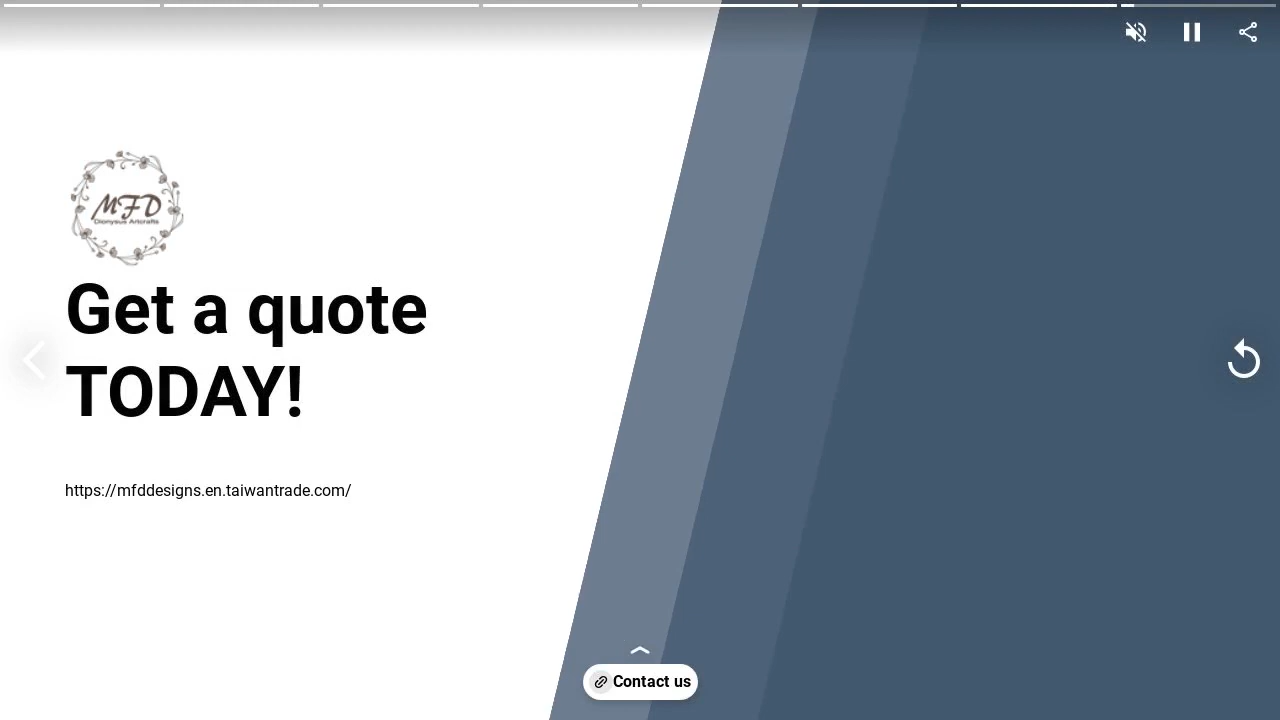 MFD
Dionysus Artcrafts
Get a quote
TODAY!
https://mfddesigns.en.taiwantrade.com/
Contact us